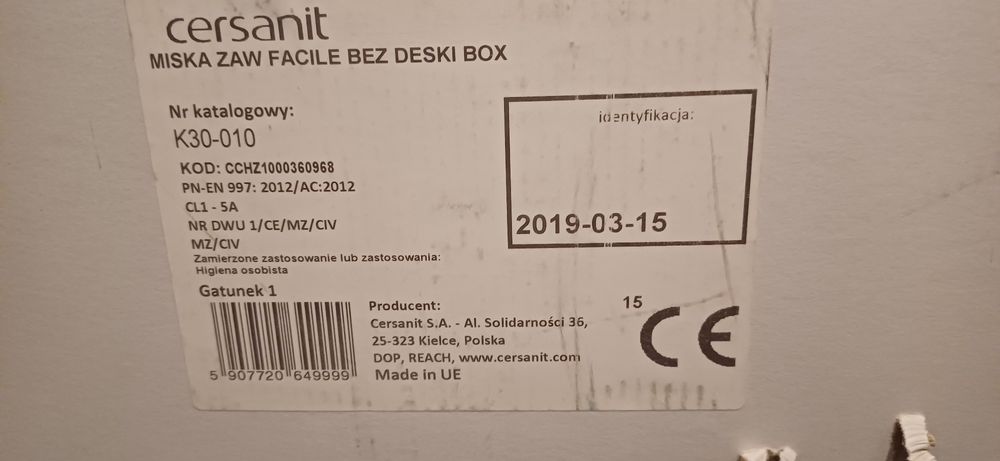 cersanit
MISKA ZAW FACILE BEZ DESKI BOX
Nr katalogowy:
K30-010
KOD: CCHZ1000360968
PN-EN 997: 2012/AC:2012
CL1 - 5A
NR DWU 1/CE/MZ/CIV
MZ/CIV
Zamierzone zastosowanie lub zastosowania:
Higiena osobista
Gatunek 1
5 907720 649999
identyfikacja:
2019-03-15
Producent:
Cersanit S.A. - Al. Solidarności 36,
25-323 Kielce, Polska
DOP, REACH, www.cersanit.com
Made in UE
15
CE